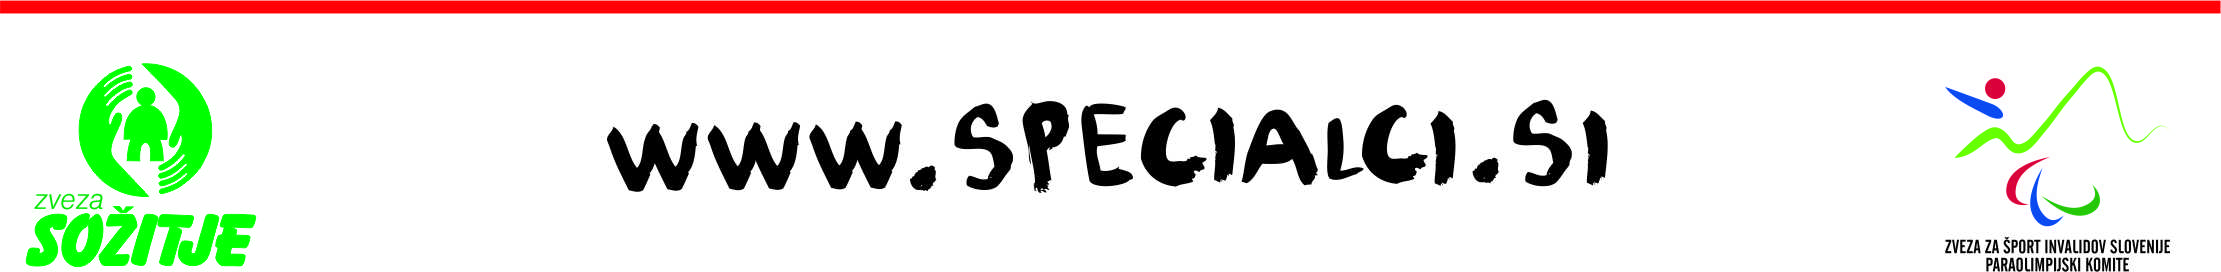 zveza
SOŽITJE
WWW.SPECIALCI.SI
ZVEZA ZA ŠPORT INVALIDOV SLOVENIJE
PARAOLIMPIJSKI KOMITE